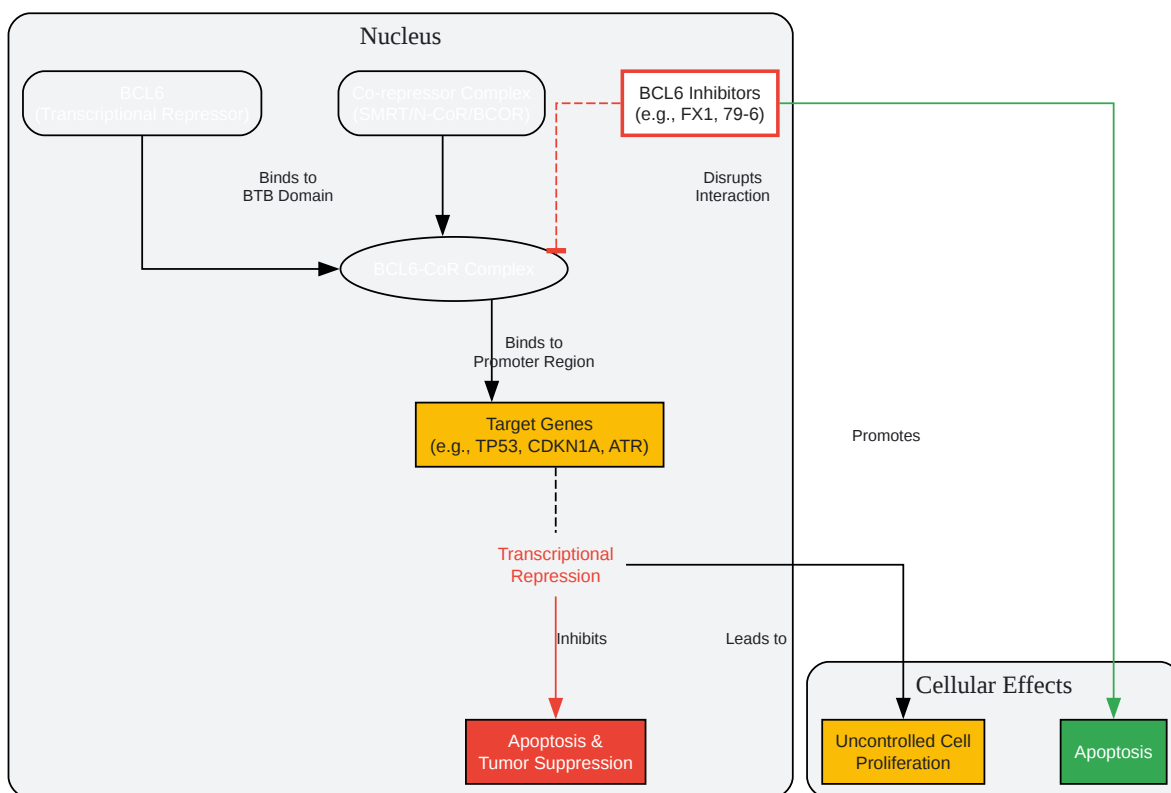 Nucleus
BCL6
(Transcriptional Repressor)
Co-repressor Complex
(SMRT/N-CoR/BCOR)
BCL6 Inhibitors
(e.g., FX1, 79-6)
Binds to
BTB Domain
Disrupts
Interaction
BCL6-CoR Complex
Binds to
Promoter Region
Target Genes
(e.g., TP53, CDKN1A, ATR)
Promotes
Transcriptional
Repression
Inhibits
Leads to
Cellular Effects
Apoptosis &
Tumor Suppression
Uncontrolled Cell
Proliferation
Apoptosis